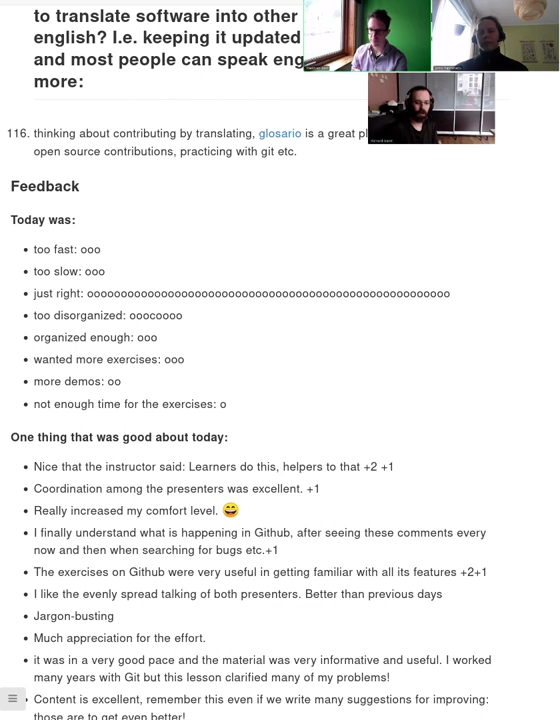 to translate software into other
english? I.e. keeping it updated
and most people can speak eng
more:
116. thinking about contributing by translating, glosario is a great pl
open source contributions, practicing with git etc.
Feedback
Today was:
• too fast: ooo
• too slow: ooo
• just right: oooooooooooooooooooooooooooooooooooooooooooooooooooooo
• too disorganized: ooocoooo
• organized enough: ooo
• wanted more exercises: ooo
• more demos: oo
• not enough time for the exercises: o
One thing that was good about today:
• Nice that the instructor said: Learners do this, helpers to that +2 +1
• Coordination among the presenters was excellent. +1
• Really increased my comfort level. 😄
• I finally understand what is happening in Github, after seeing these comments every
now and then when searching for bugs etc.+1
• The exercises on Github were very useful in getting familiar with all its features +2+1
• I like the evenly spread talking of both presenters. Better than previous days
• Jargon-busting
• Much appreciation for the effort.
• it was in a very good pace and the material was very informative and useful. I worked
many years with Git but this lesson clarified many of my problems!
• Content is excellent, remember this even if we write many suggestions for improving:
those are to get even better!